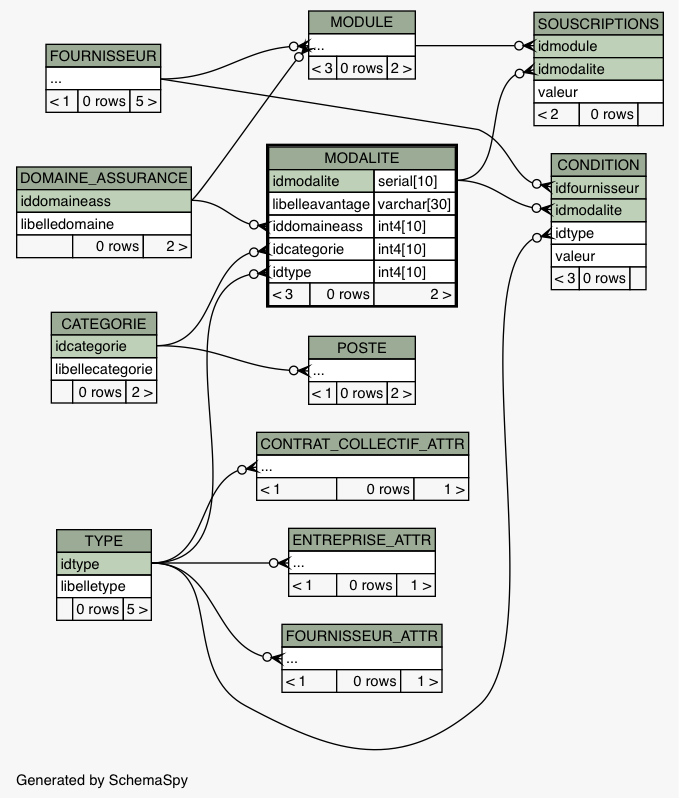 MODULE
...
< 3 0 rows 2 >
SOUSCRIPTIONS
idmodule
idmodalite
valeur
< 2 0 rows
FOURNISSEUR
...
< 1 0 rows 5 >
MODALITE
idmodalite serial[10]
libelleavantage varchar[30]
iddomaineass int4[10]
idcategorie int4[10]
idtype int4[10]
< 3 0 rows 2 >
CONDITION
idfournisseur
idmodalite
idtype
valeur
< 3 0 rows
DOMAINE_ASSURANCE
iddomaineass
libelledomaine
0 rows 2 >
CATEGORIE
idcategorie
libellecategorie
0 rows 2 >
POSTE
...
< 1 0 rows 2 >
CONTRAT_COLLECTIF_ATTR
...
< 1 0 rows 1 >
TYPE
idtype
libelletype
0 rows 5 >
ENTREPRISE_ATTR
...
< 1 0 rows 1 >
FOURNISSEUR_ATTR
...
< 1 0 rows 1 >
Generated by SchemaSpy